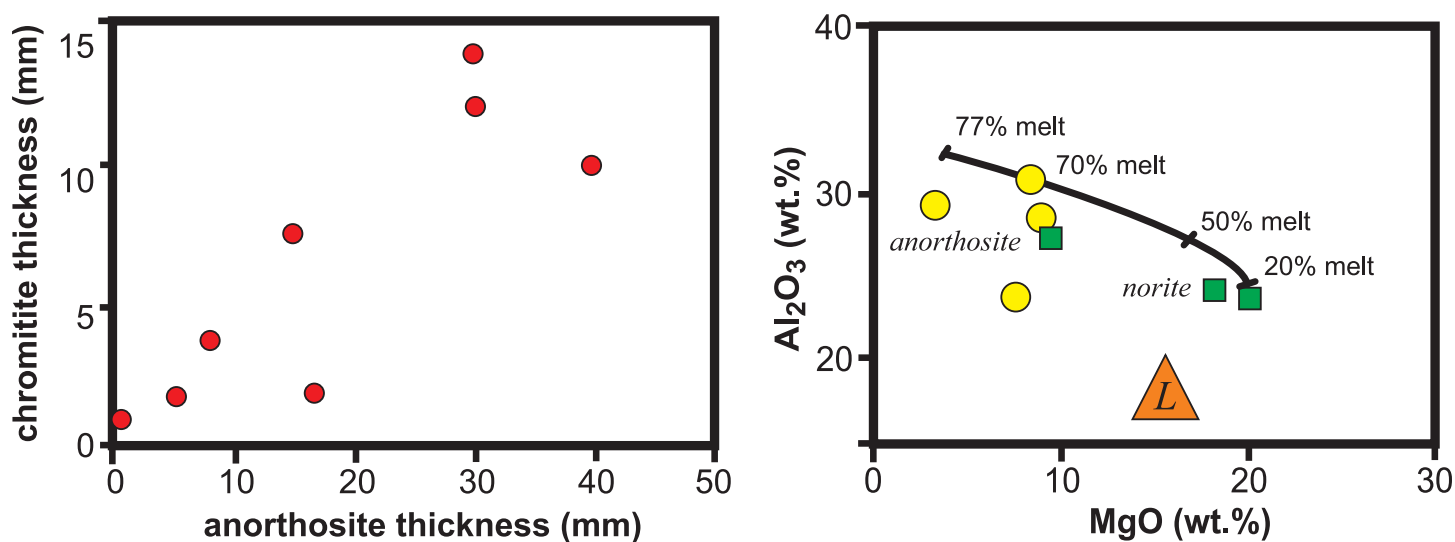 chromitite thickness (mm)
15
10
5
0
0 10 20 30 40 50
anorthosite thickness (mm)
Al₂O₃ (wt.%)
40
30
20
77% melt
70% melt
50% melt
20% melt
anorthosite
norite
L
0 10 20 30
MgO (wt.%)